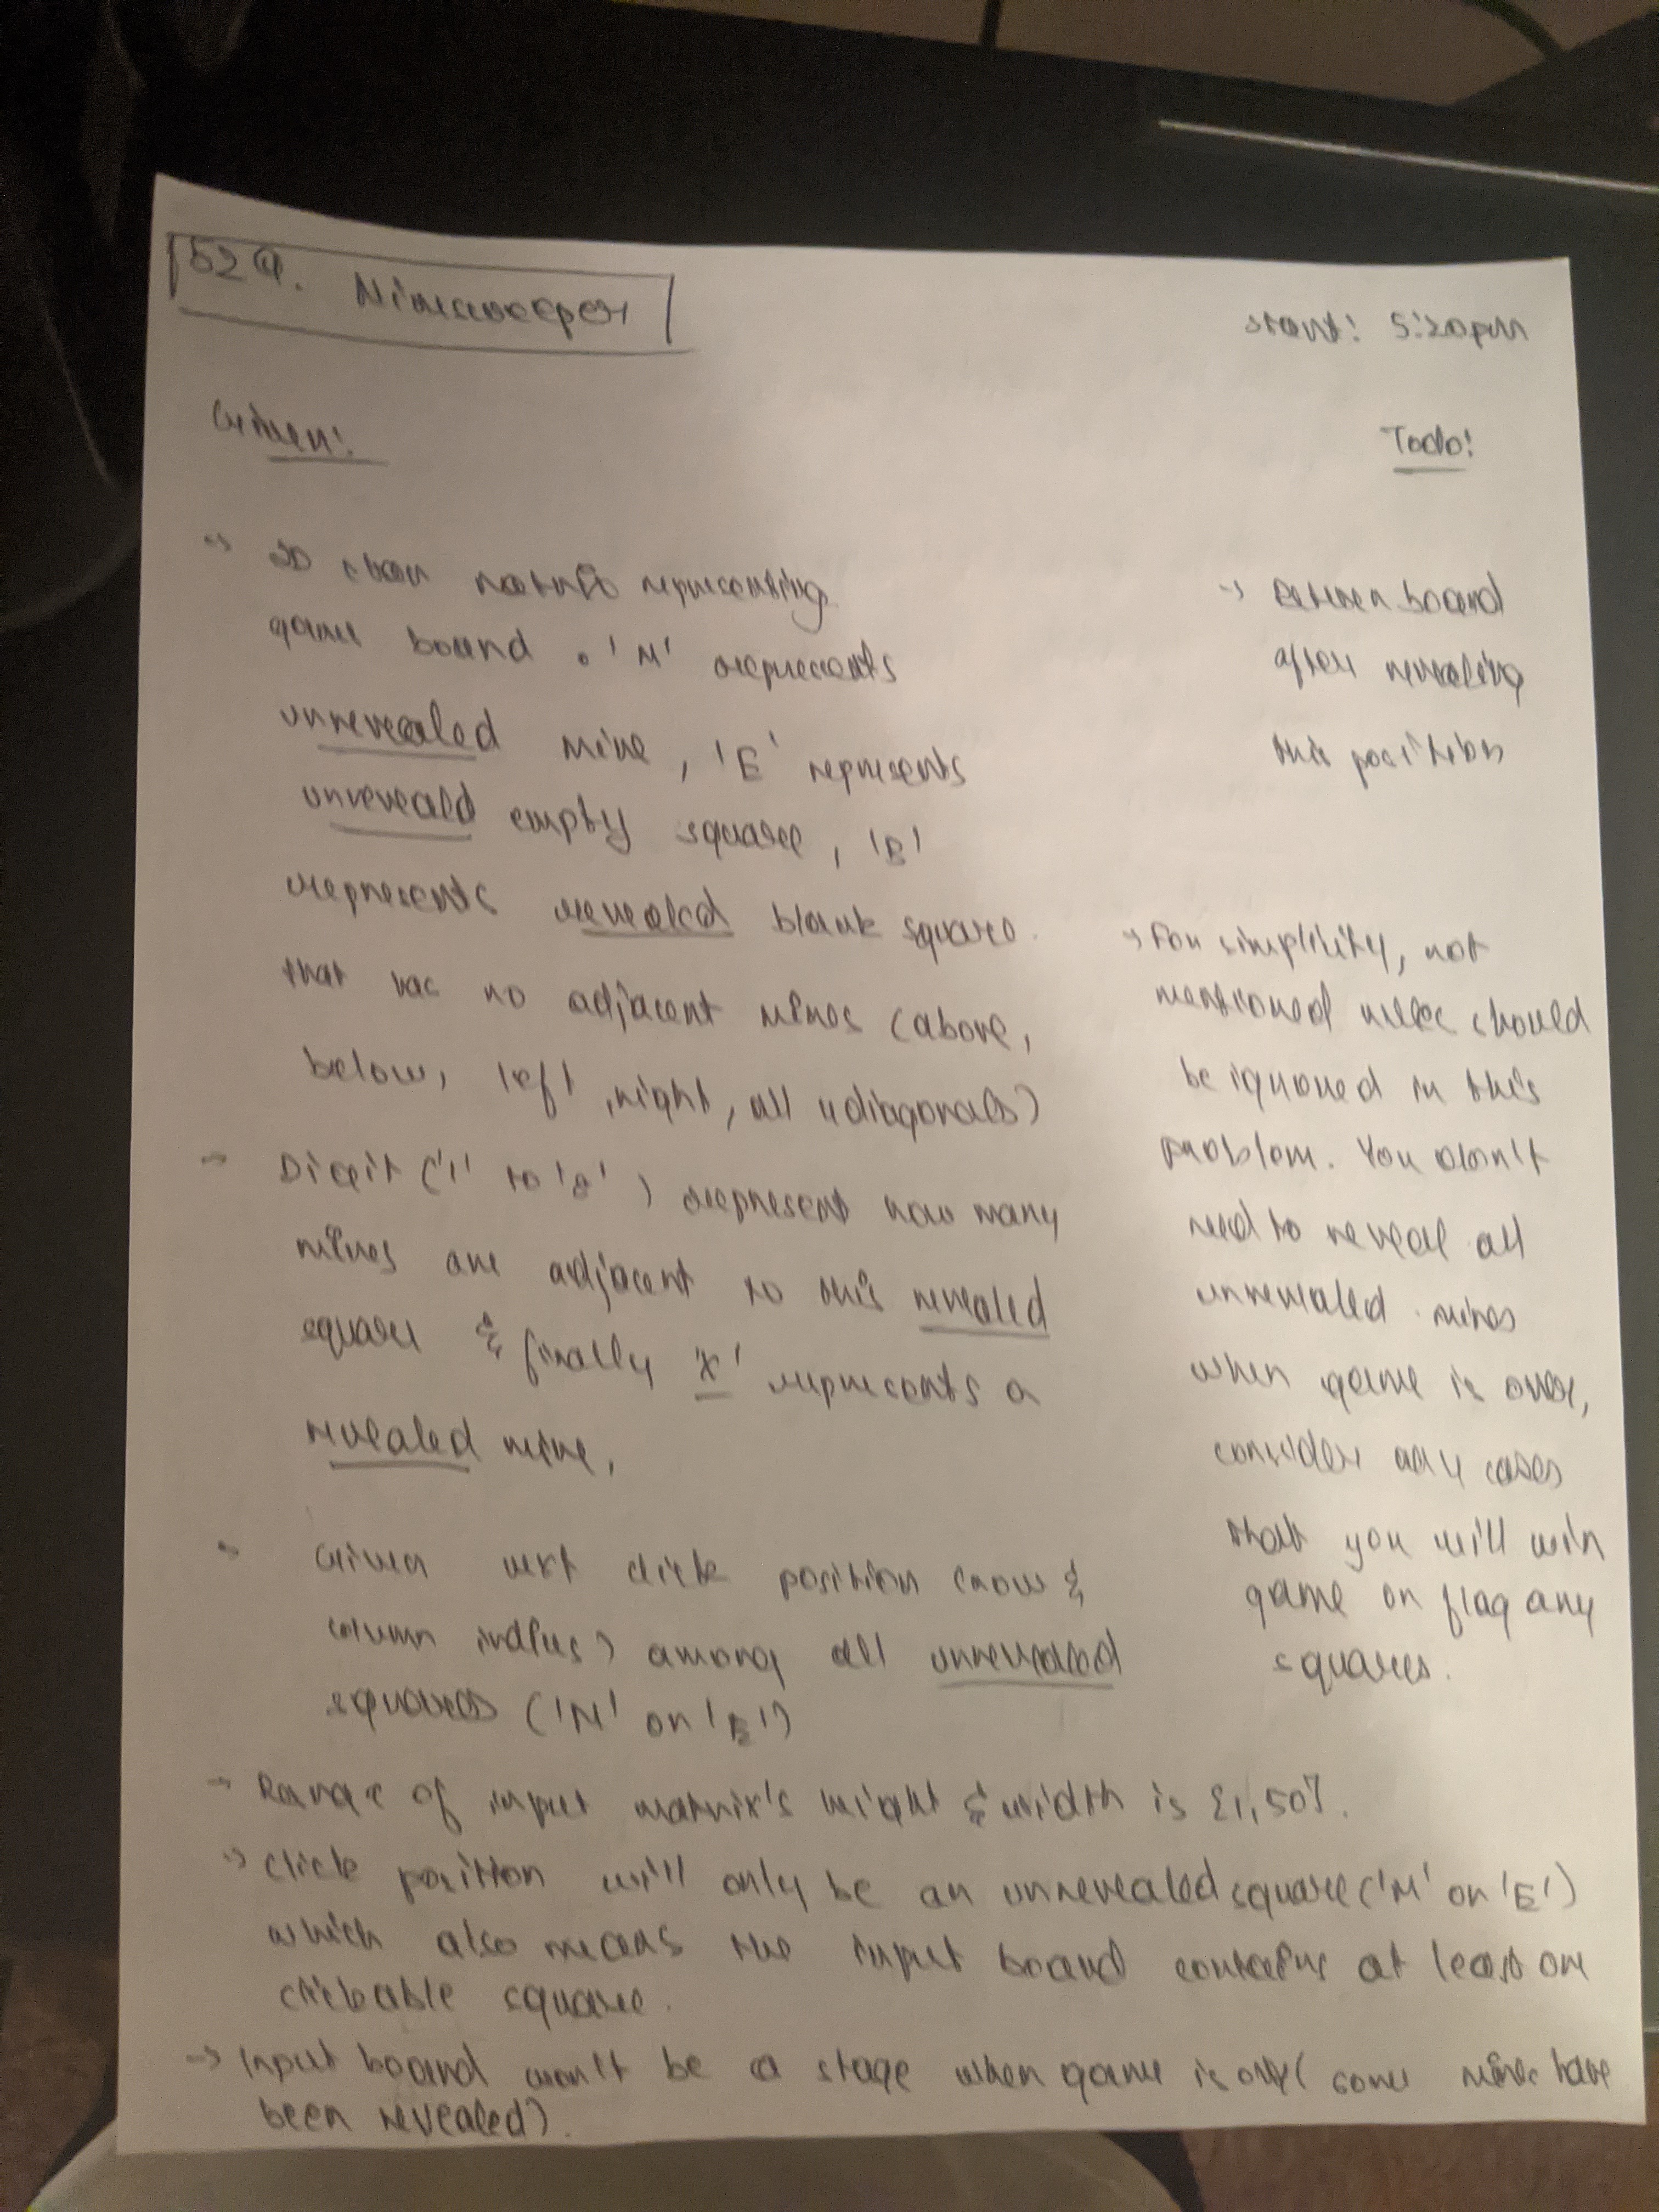 529. Minesweeper
start: 5:20pm
Given:
→ 2D char matrix representing
game board. 'M' represents
unrevealed mine, 'E' represents
unreveald empty square, 'B'
represents revealed blank square
that has no adjacent mines (above,
below, left, right, all 4 diagonals)
→ Digit ('1' to '8') represent how many
mines are adjacent to this revealed
square & finally 'X' represents a
revealed mine,
→ Given next click position (row &
column indices) among all unrevealed
squares ('M' or 'E')
Todo:
→ Return board
after revealing
this position
→ For simplicity, not
mentioned rules should
be ignored in this
problem. You don't
need to reveal all
unrevealed mines
when game is over,
consider any cases
that you will win
game or flag any
squares.
→ Range of input matrix's height & width is [1,50].
→ Click position will only be an unrevealed square ('M' or 'E')
which also means the input board contains at least one
clickable square.
→ Input board won't be a stage when game is over (some mines have
been revealed).